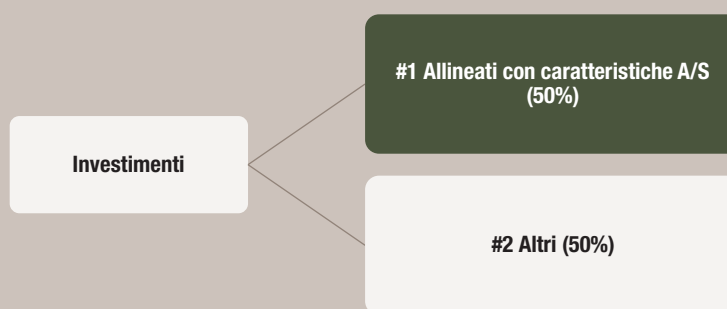 #1 Allineati con caratteristiche A/S
(50%)
Investimenti
#2 Altri (50%)